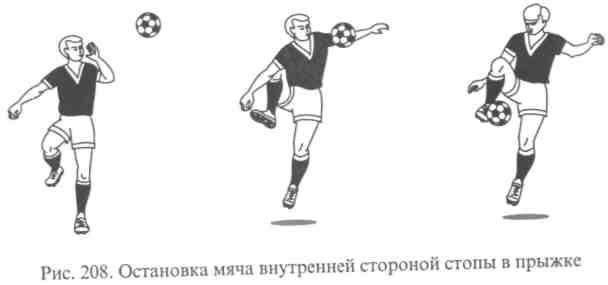 Рис. 208. Остановка мяча внутренней стороной стопы в прыжке